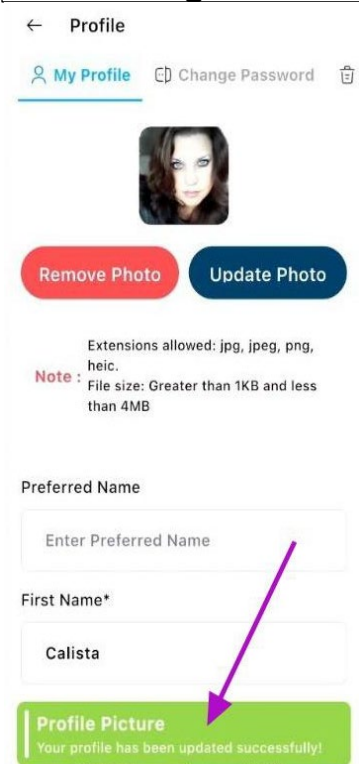 Profile
My Profile Change Password
Remove Photo Update Photo
Extensions allowed: jpg, jpeg, png,
heic.
Note :
File size: Greater than 1KB and less
than 4MB
Preferred Name
Enter Preferred Name
First Name*
Calista
Profile Picture
Your profile has been updated successfully!